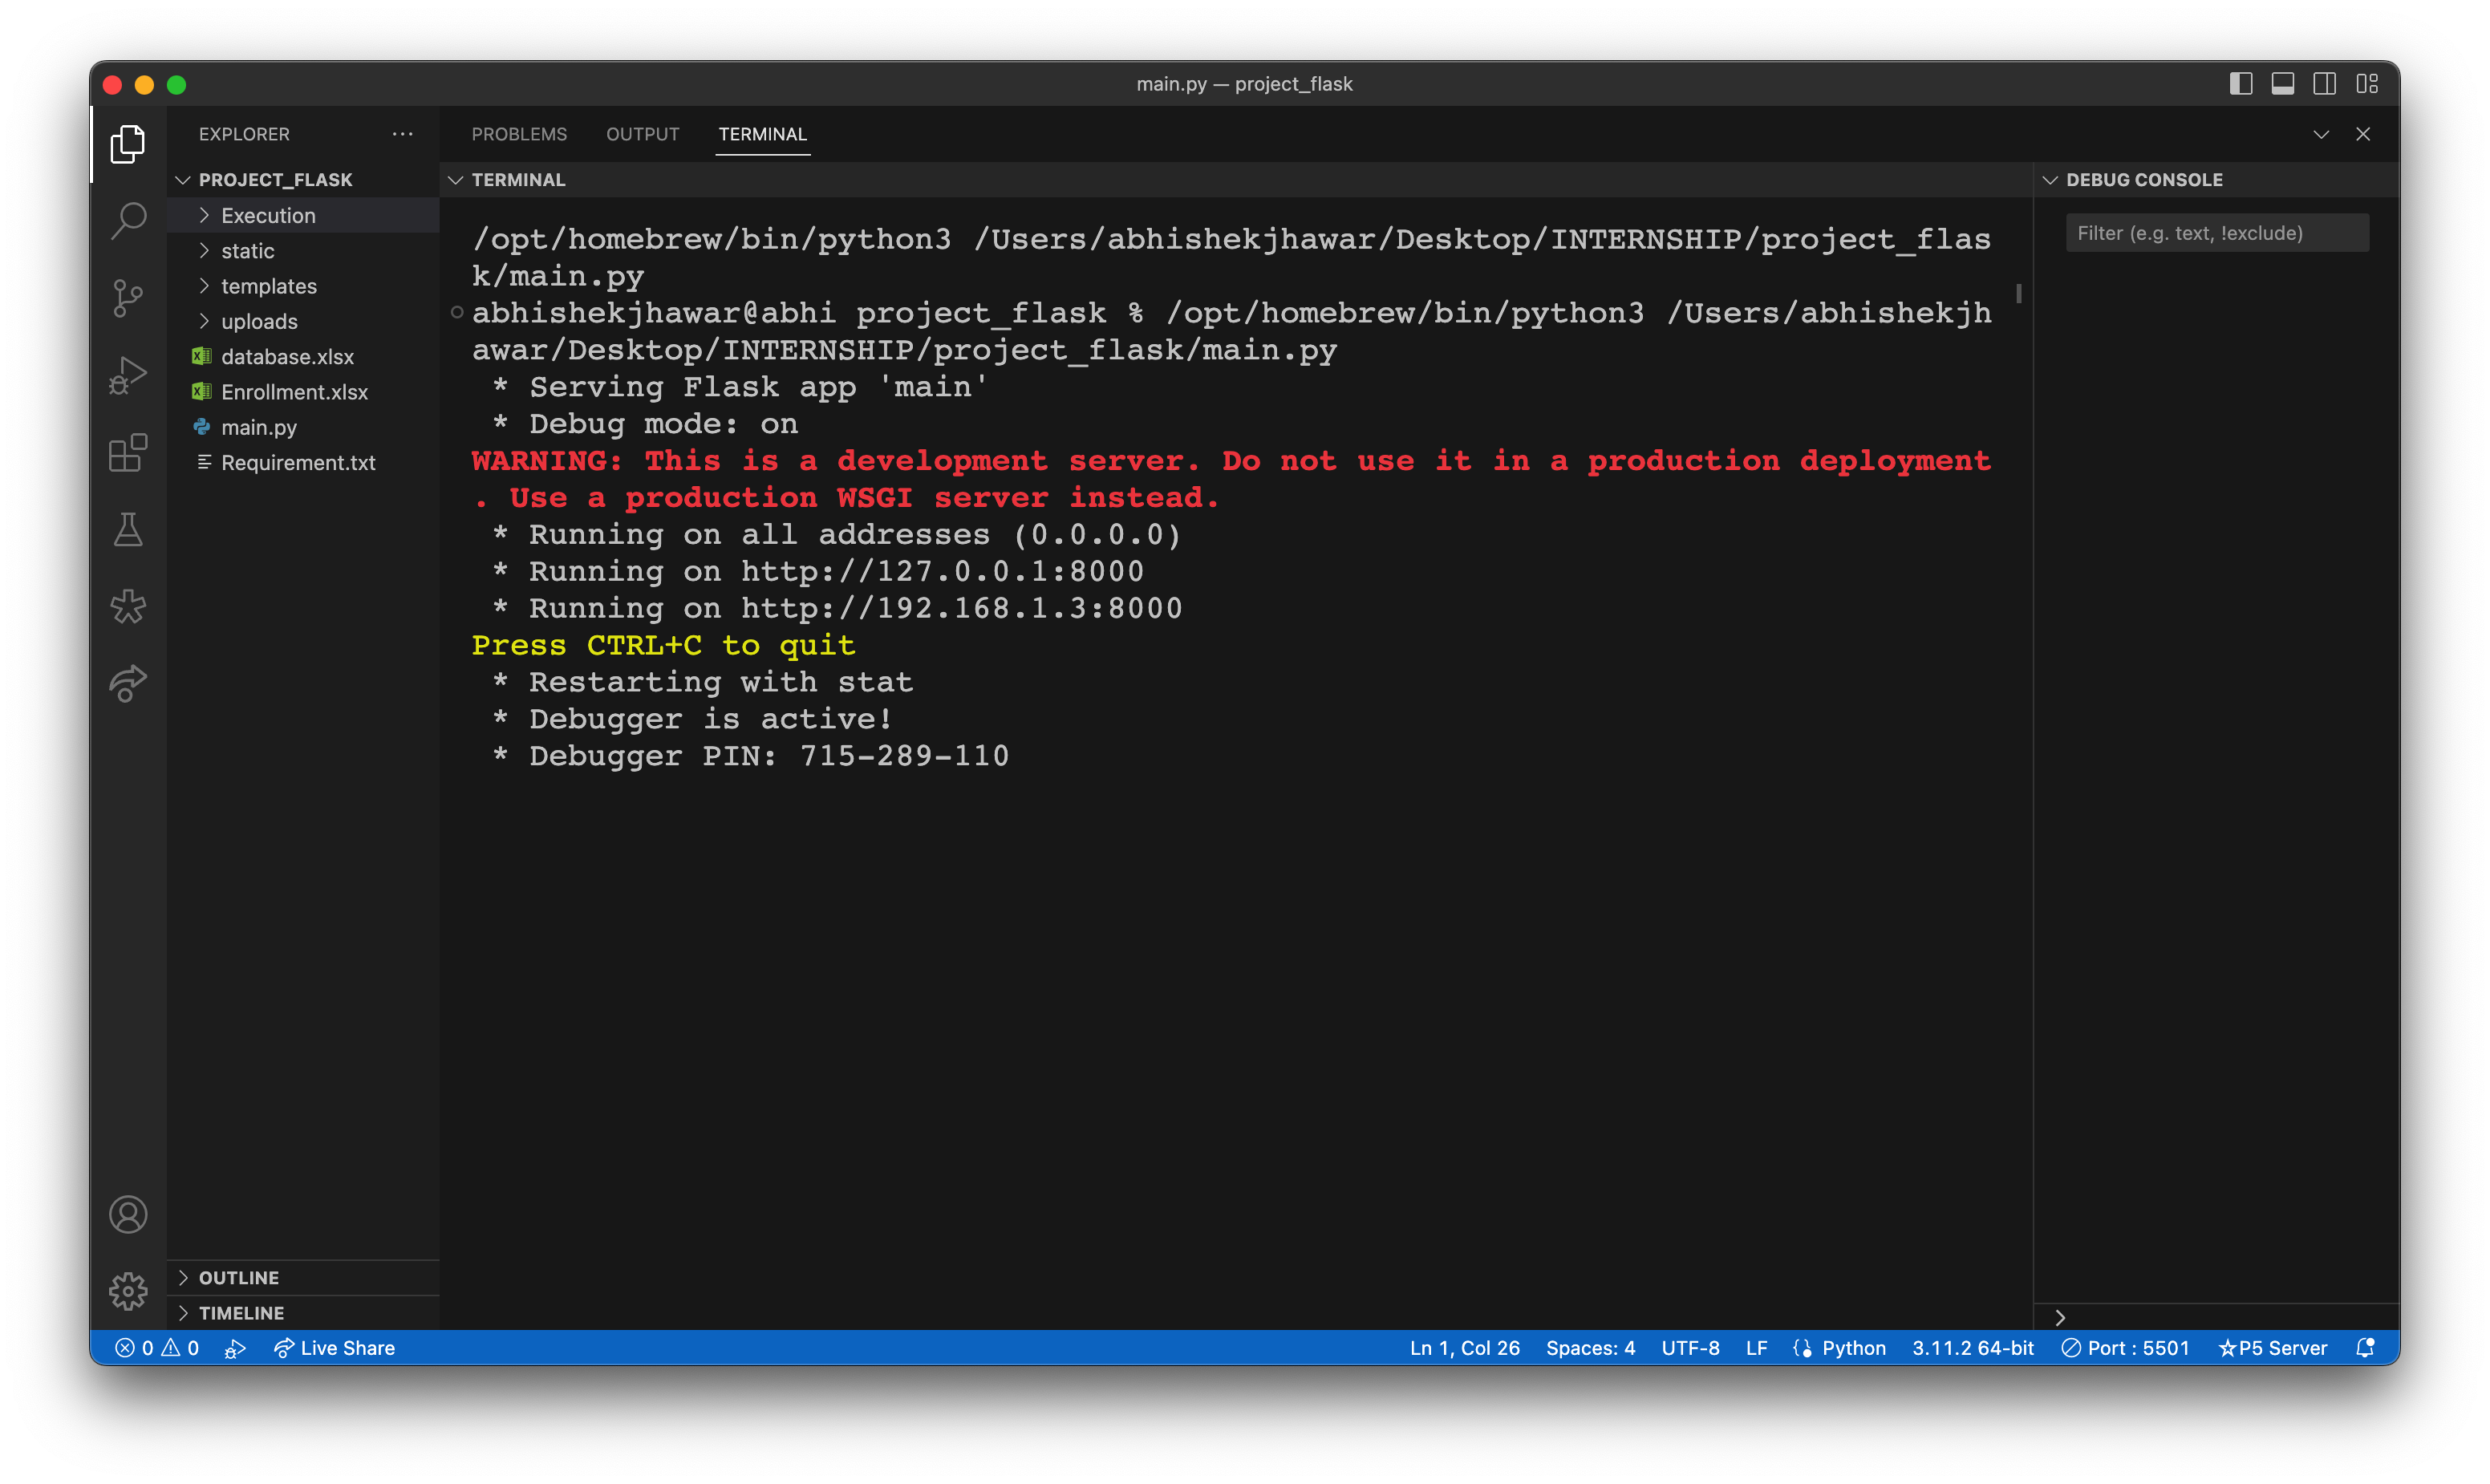 main.py — project_flask
EXPLORER
PROJECT_FLASK
Execution
static
templates
uploads
database.xlsx
Enrollment.xlsx
main.py
Requirement.txt
OUTLINE
TIMELINE
PROBLEMS OUTPUT TERMINAL
TERMINAL
/opt/homebrew/bin/python3 /Users/abhishekjhawar/Desktop/INTERNSHIP/project_flas
k/main.py
abhishekjhawar@abhi project_flask % /opt/homebrew/bin/python3 /Users/abhishekjh
awar/Desktop/INTERNSHIP/project_flask/main.py
* Serving Flask app 'main'
* Debug mode: on
WARNING: This is a development server. Do not use it in a production deployment
. Use a production WSGI server instead.
* Running on all addresses (0.0.0.0)
* Running on http://127.0.0.1:8000
* Running on http://192.168.1.3:8000
Press CTRL+C to quit
* Restarting with stat
* Debugger is active!
* Debugger PIN: 715-289-110
DEBUG CONSOLE
Filter (e.g. text, !exclude)
0 0 Live Share Ln 1, Col 26 Spaces: 4 UTF-8 LF Python 3.11.2 64-bit Port : 5501 P5 Server